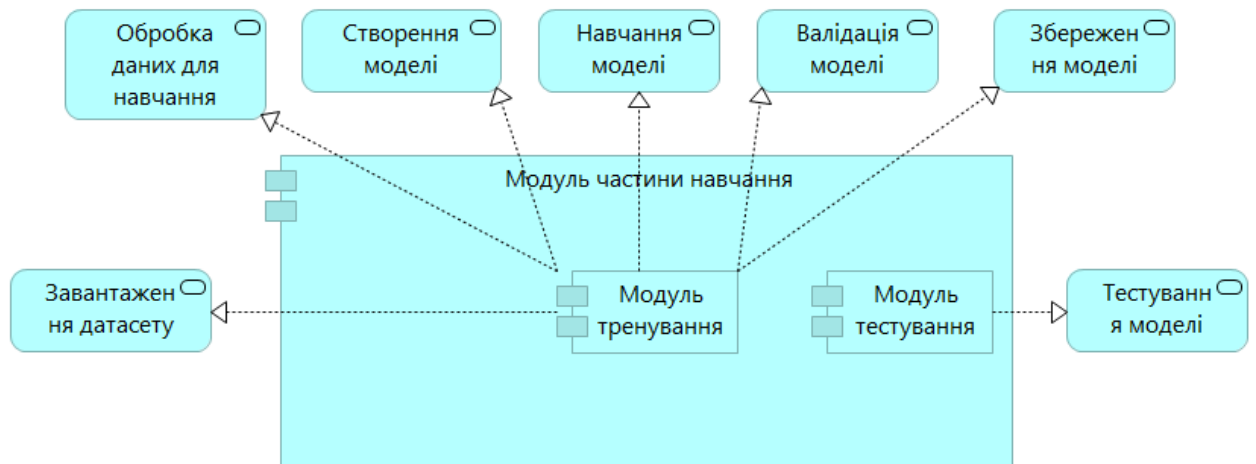 Обробка
даних для
навчання
Створення
моделі
Навчання
моделі
Валідація
моделі
Збережен
ня моделі
Модуль частини навчання
Завантажен
ня датасету
Модуль
тренування
Модуль
тестування
Тестуванн
я моделі